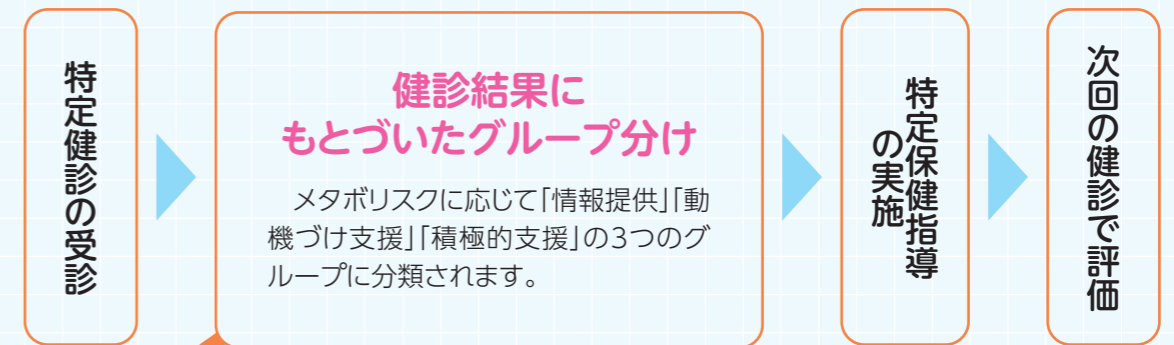 特定健診の受診
健診結果に
もとづいたグループ分け
メタボリスクに応じて｢情報提供｣｢動
機づけ支援｣｢積極的支援｣の3つのグ
ループに分類されます。
特定保健指導
の実施
次回の健診で評価